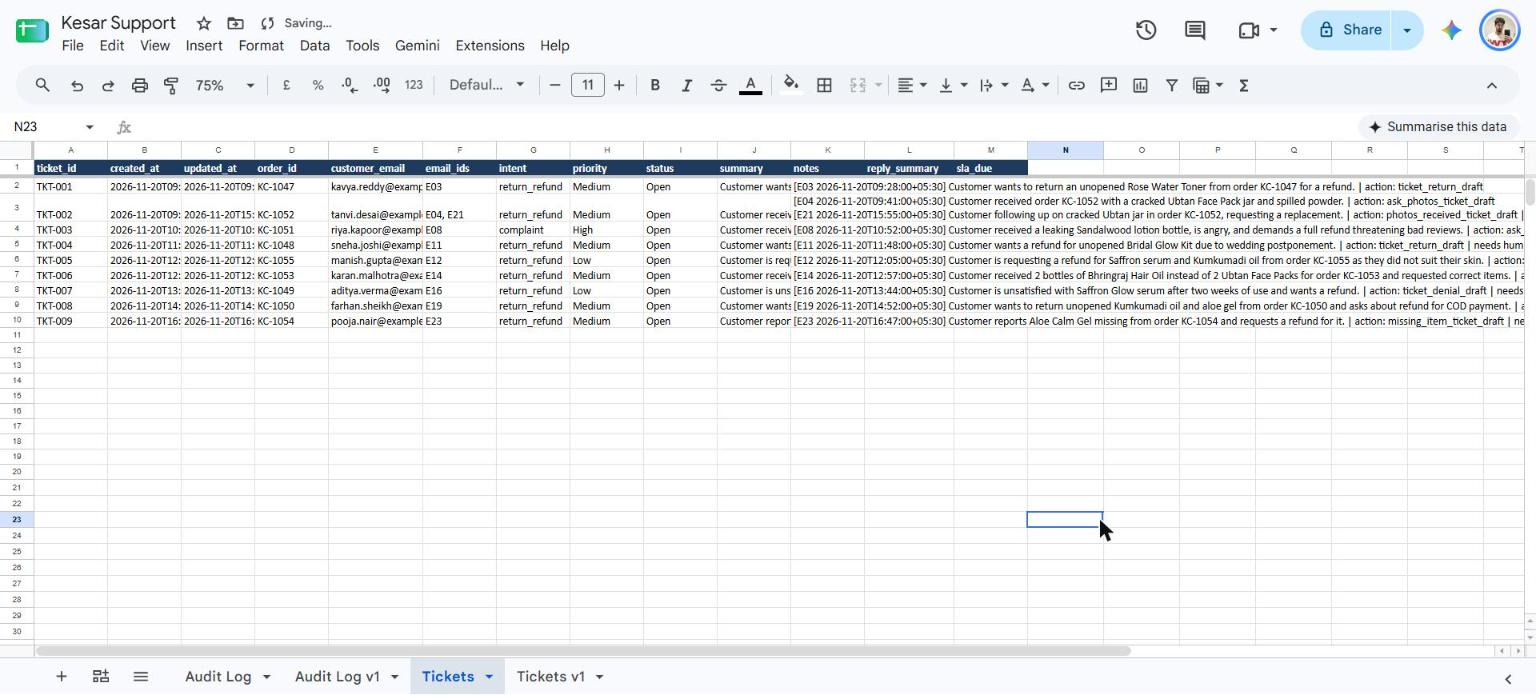 Kesar Support Saving...
File Edit View Insert Format Data Tools Gemini Extensions Help
Share
75% £ % .0 .00 123 Defaul... 11 B I S A Σ
N23 fx Summarise this data
A B C D E F G H I J K L M N O P Q R S T
1 ticket_id created_at updated_at order_id customer_email email_ids intent priority status summary notes reply_summary sla_due
2 TKT-001 2026-11-20T09: 2026-11-20T09: KC-1047 kavya.reddy@examp E03 return_refund Medium Open Customer wants [E03 2026-11-20T09:28:00+05:30] Customer wants to return an unopened Rose Water Toner from order KC-1047 for a refund. | action: ticket_return_draft
[E04 2026-11-20T09:41:00+05:30] Customer received order KC-1052 with a cracked Ubtan Face Pack jar and spilled powder. | action: ask_photos_ticket_draft
3 TKT-002 2026-11-20T09: 2026-11-20T15: KC-1052 tanvi.desai@exampl E04, E21 return_refund Medium Open Customer receiv [E21 2026-11-20T15:55:00+05:30] Customer following up on cracked Ubtan jar in order KC-1052, requesting a replacement. | action: photos_received_ticket_draft |
4 TKT-003 2026-11-20T10: 2026-11-20T10: KC-1051 riya.kapoor@exampl E08 complaint High Open Customer receiv [E08 2026-11-20T10:52:00+05:30] Customer received a leaking Sandalwood lotion bottle, is angry, and demands a full refund threatening bad reviews. | action: ask_
5 TKT-004 2026-11-20T11: 2026-11-20T11: KC-1048 sneha.joshi@exampl E11 return_refund Medium Open Customer wants [E11 2026-11-20T11:48:00+05:30] Customer wants a refund for unopened Bridal Glow Kit due to wedding postponement. | action: ticket_return_draft | needs hum
6 TKT-005 2026-11-20T12: 2026-11-20T12: KC-1055 manish.gupta@exam E12 return_refund Low Open Customer is req [E12 2026-11-20T12:05:00+05:30] Customer is requesting a refund for Saffron serum and Kumkumadi oil from order KC-1055 as they did not suit their skin. | action:
7 TKT-006 2026-11-20T12: 2026-11-20T12: KC-1053 karan.malhotra@exa E14 return_refund Medium Open Customer receiv [E14 2026-11-20T12:57:00+05:30] Customer received 2 bottles of Bhringraj Hair Oil instead of 2 Ubtan Face Packs for order KC-1053 and requested correct items. | a
8 TKT-007 2026-11-20T13: 2026-11-20T13: KC-1049 aditya.verma@exam E16 return_refund Low Open Customer is uns [E16 2026-11-20T13:44:00+05:30] Customer is unsatisfied with Saffron Glow serum after two weeks of use and wants a refund. | action: ticket_denial_draft | needs
9 TKT-008 2026-11-20T14: 2026-11-20T14: KC-1050 farhan.sheikh@exam E19 return_refund Medium Open Customer wants [E19 2026-11-20T14:52:00+05:30] Customer wants to return unopened Kumkumadi oil and aloe gel from order KC-1050 and asks about refund for COD payment. | a
10 TKT-009 2026-11-20T16: 2026-11-20T16: KC-1054 pooja.nair@example E23 return_refund Medium Open Customer repor [E23 2026-11-20T16:47:00+05:30] Customer reports Aloe Calm Gel missing from order KC-1054 and requests a refund for it. | action: missing_item_ticket_draft | ne
11
12
13
14
15
16
17
18
19
20
21
22
23
24
25
26
27
28
29
30
Audit Log Audit Log v1 Tickets Tickets v1